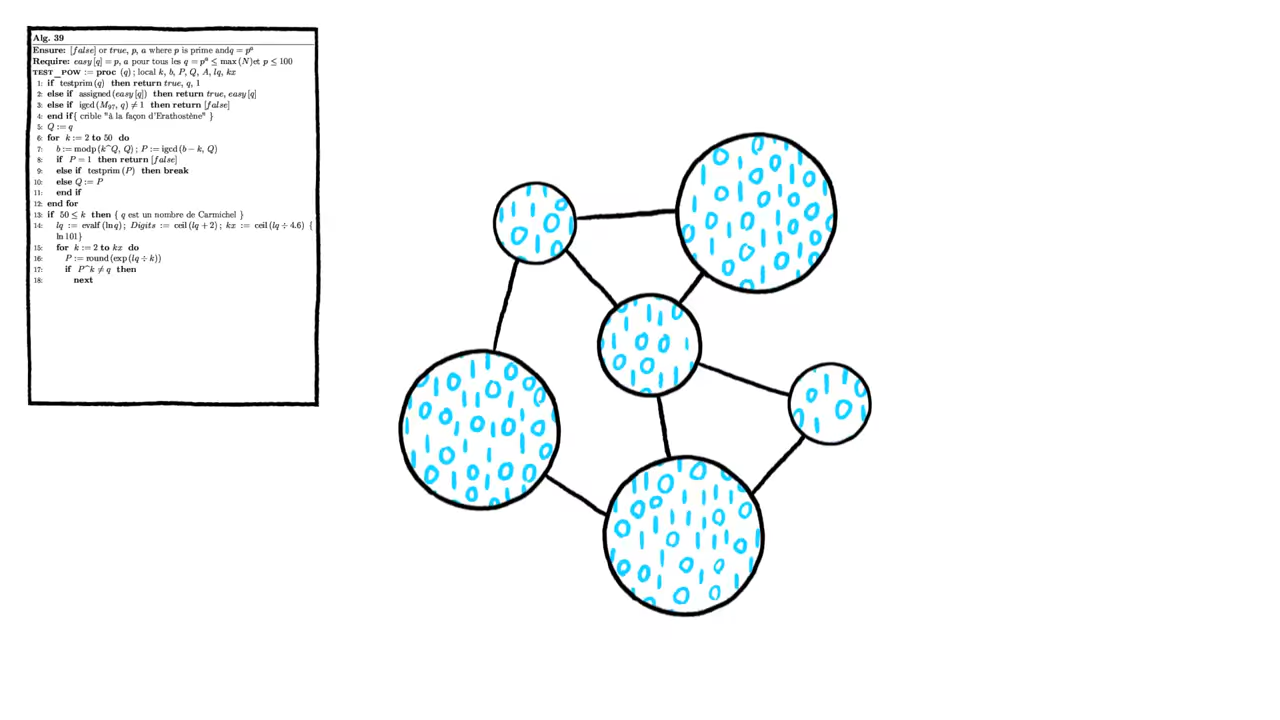 Alg. 39
Ensure: [false] or true, p, a where p is prime andq = pᵃ
Require: easy [q] = p, a pour tous les q = pᵃ ≤ max (N)et p ≤ 100
TEST_POW := proc (q) ; local k, b, P, Q, A, lq, kx
1: if testprim (q) then return true, q, 1
2: else if assigned (easy [q]) then return true, easy [q]
3: else if igcd (M₉₇, q) ≠ 1 then return [false]
4: end if{ crible "à la façon d'Erathostène" }
5: Q := q
6: for k := 2 to 50 do
7: b := modp (k^Q, Q) ; P := igcd (b − k, Q)
8: if P = 1 then return [false]
9: else if testprim (P) then break
10: else Q := P
11: end if
12: end for
13: if 50 ≤ k then { q est un nombre de Carmichel }
14: lq := evalf (ln q) ; Digits := ceil (lq + 2) ; kx := ceil (lq ÷ 4.6) {
ln 101}
15: for k := 2 to kx do
16: P := round (exp (lq ÷ k))
17: if P^k ≠ q then
18: next